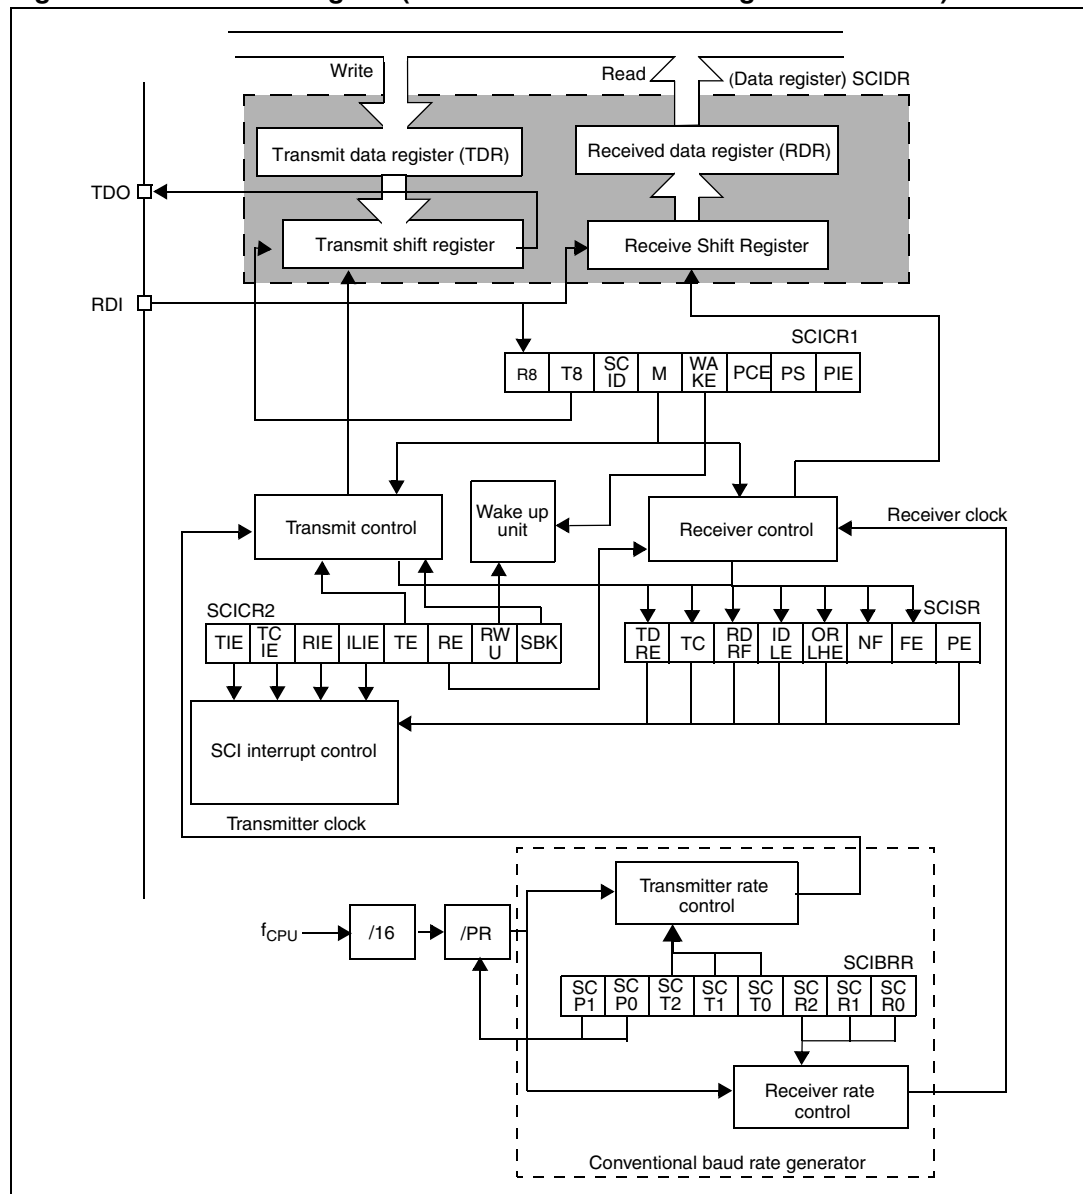 Write
Read
(Data register) SCIDR
Transmit data register (TDR)
Received data register (RDR)
TDO
Transmit shift register
Receive Shift Register
RDI
SCICR1
R8
T8
SC
ID
M
WA
KE
PCE
PS
PIE
Transmit control
Wake up
unit
Receiver control
Receiver clock
SCICR2
TIE
TC
IE
RIE
ILIE
TE
RE
RW
U
SBK
SCISR
TD
RE
TC
RD
RF
ID
LE
OR
LHE
NF
FE
PE
SCI interrupt control
Transmitter clock
Transmitter rate
control
fCPU
/16
/PR
SCIBRR
SC
P1
SC
P0
SC
T2
SC
T1
SC
T0
SC
R2
SC
R1
SC
R0
Receiver rate
control
Conventional baud rate generator